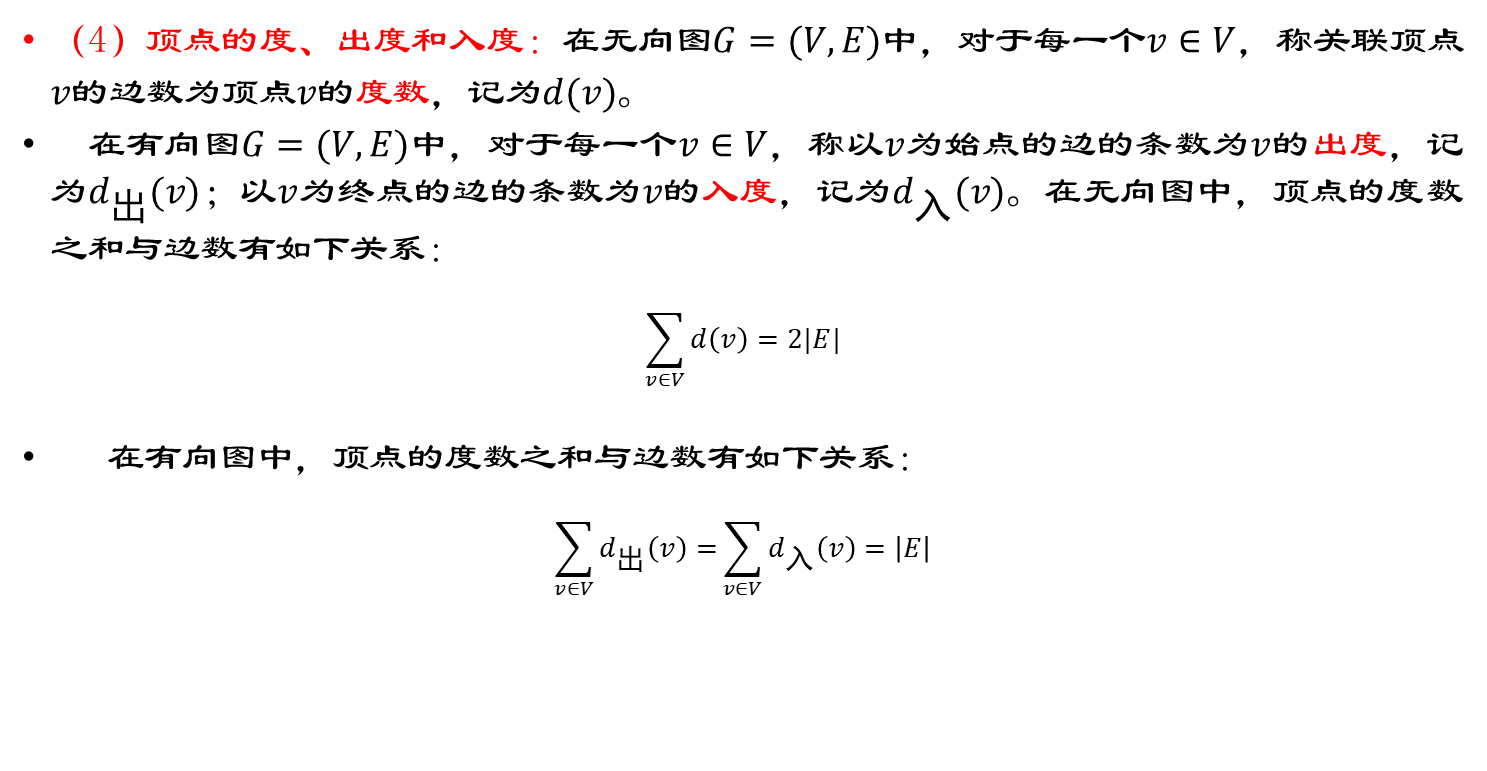 • （4）顶点的度、出度和入度：在无向图G = (V, E)中，对于每一个v ∈ V，称关联顶点
v的边数为顶点v的度数，记为d(v)。
• 在有向图G = (V, E)中，对于每一个v ∈ V，称以v为始点的边的条数为v的出度，记
为d出(v)；以v为终点的边的条数为v的入度，记为d入(v)。在无向图中，顶点的度数
之和与边数有如下关系：
∑v∈V d(v) = 2|E|
• 在有向图中，顶点的度数之和与边数有如下关系：
∑v∈V d出(v) = ∑v∈V d入(v) = |E|